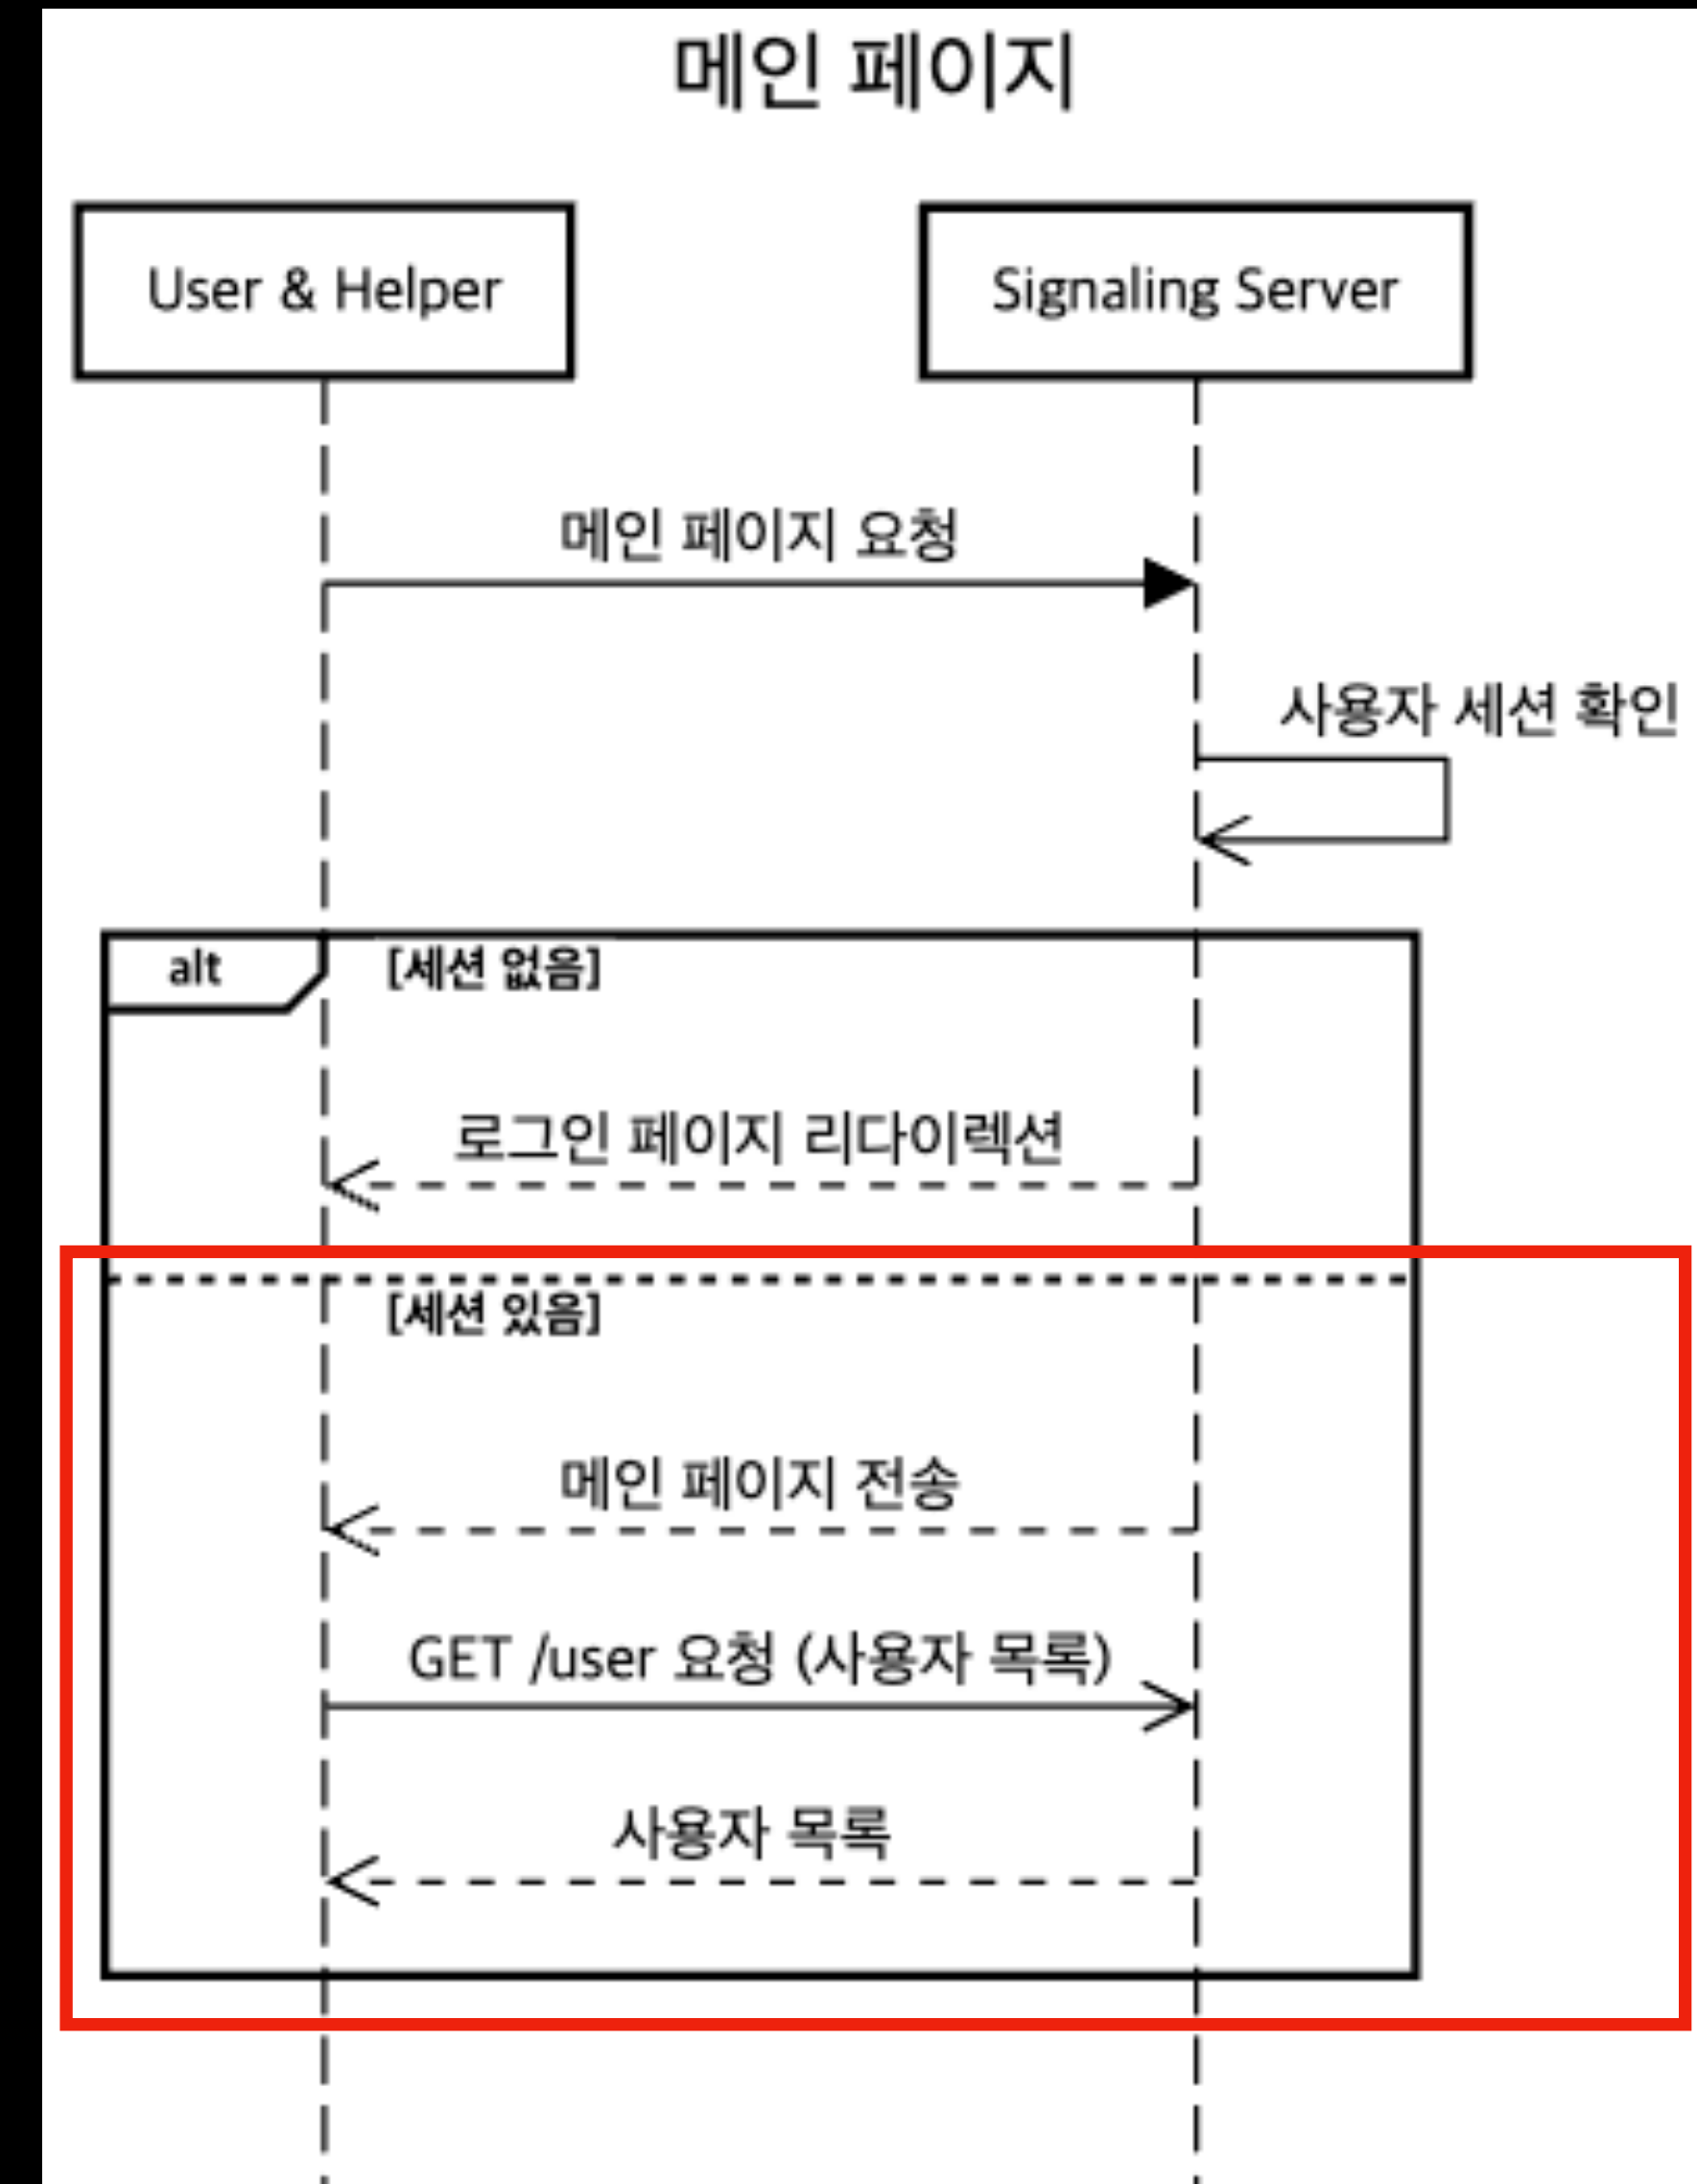 메인 페이지
User & Helper
Signaling Server
메인 페이지 요청
사용자 세션 확인
alt
[세션 없음]
로그인 페이지 리다이렉션
[세션 있음]
메인 페이지 전송
GET /user 요청 (사용자 목록)
사용자 목록